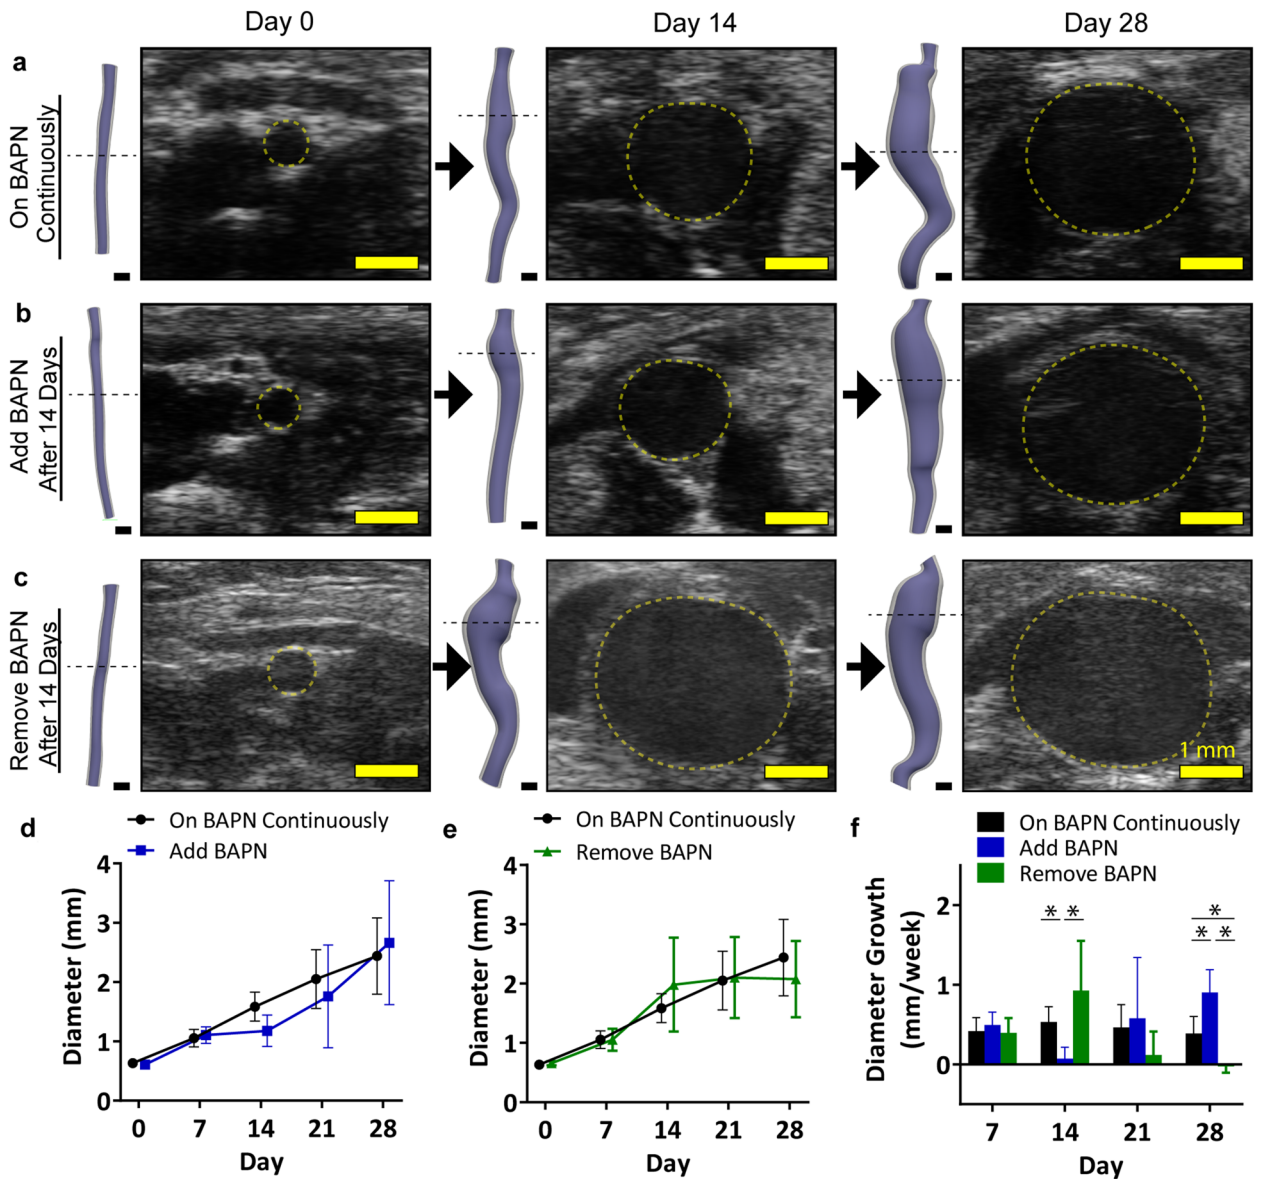 Day 0
Day 14
Day 28
a
On BAPN
Continuously
b
Add BAPN
After 14 Days
c
Remove BAPN
After 14 Days
1 mm
d
On BAPN Continuously
Add BAPN
Diameter (mm)
4
3
2
1
0
0 7 14 21 28
Day
e
On BAPN Continuously
Remove BAPN
Diameter (mm)
4
3
2
1
0
0 7 14 21 28
Day
f
On BAPN Continuously
Add BAPN
Remove BAPN
Diameter Growth
(mm/week)
2
1
0
* *
*
* *
7 14 21 28
Day